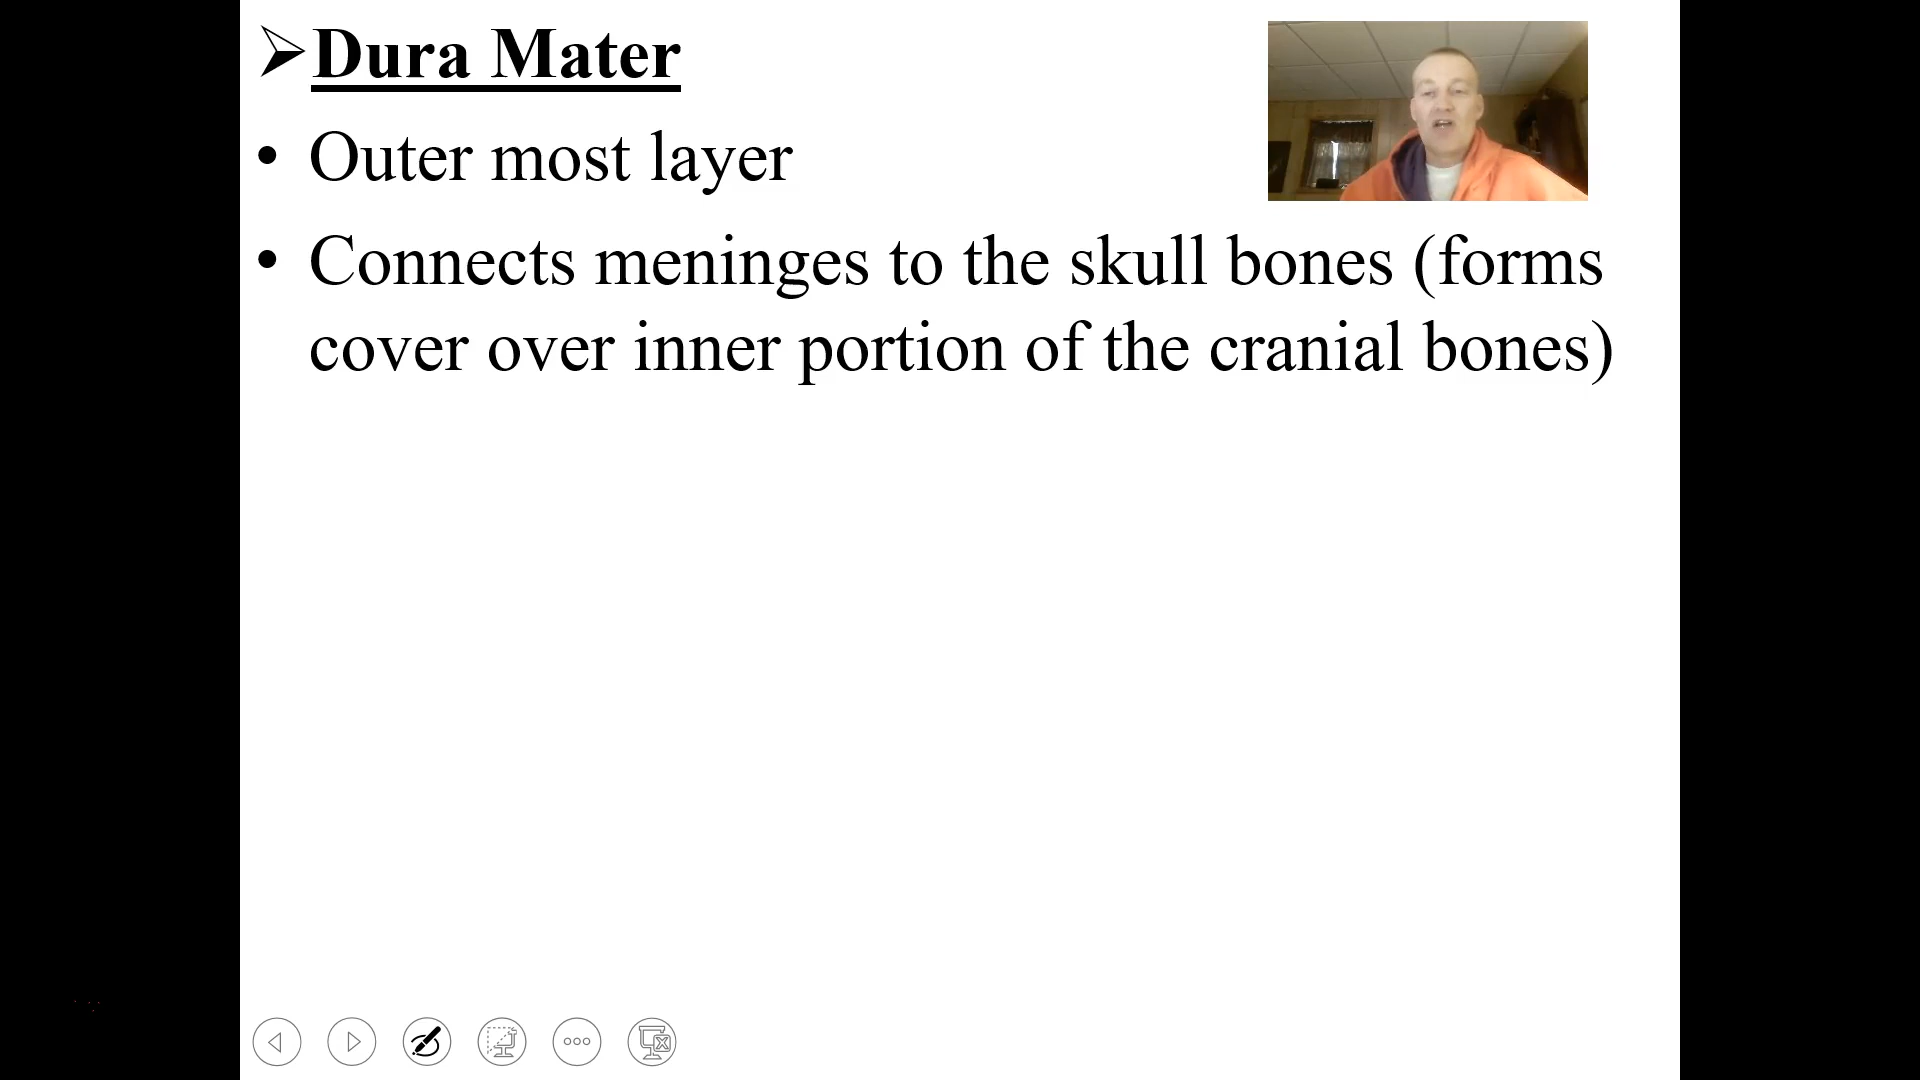 Dura Mater
Outer most layer
Connects meninges to the skull bones (forms
cover over inner portion of the cranial bones)